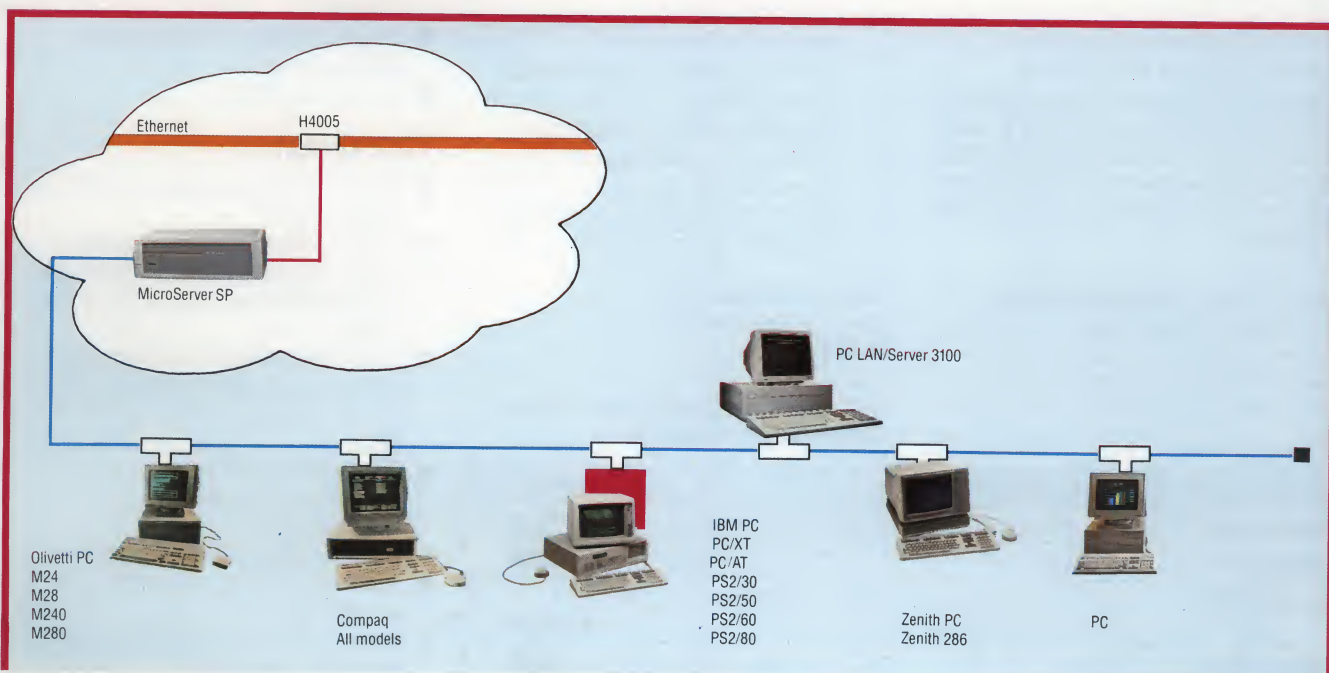 Ethernet
H4005
MicroServer SP
PC LAN/Server 3100
Olivetti PC
M24
M28
M240
M280
Compaq
All models
IBM PC
PC/XT
PC/AT
PS2/30
PS2/50
PS2/60
PS2/80
Zenith PC
Zenith 286
PC